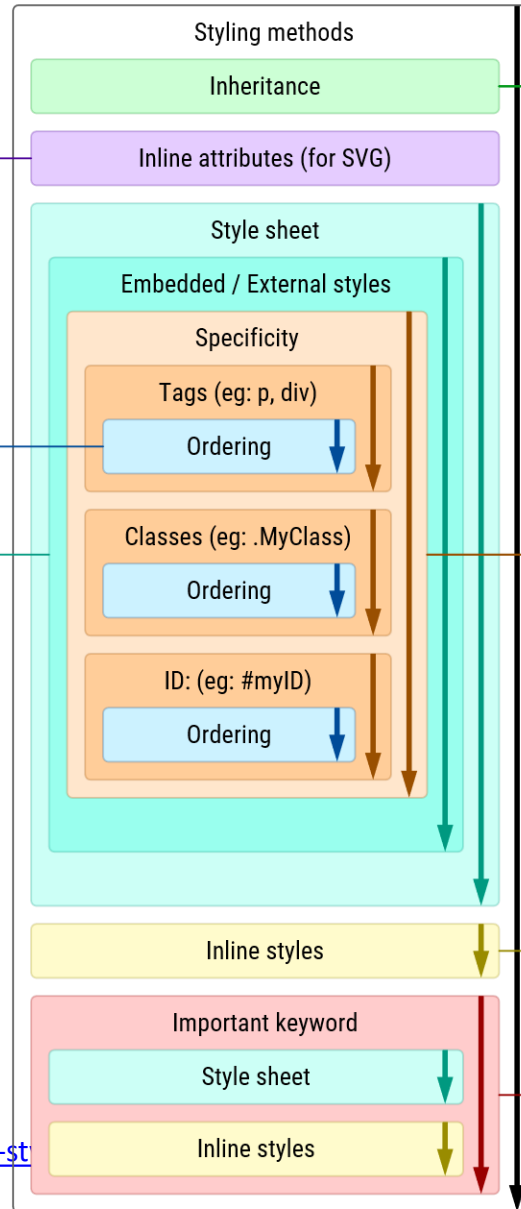 Styling methods
Inheritance
Inline attributes (for SVG)
Style sheet
Embedded / External styles
Specificity
Tags (eg: p, div)
Ordering
Classes (eg: .MyClass)
Ordering
ID: (eg: #myID)
Ordering
Inline styles
Important keyword
Style sheet
Inline styles